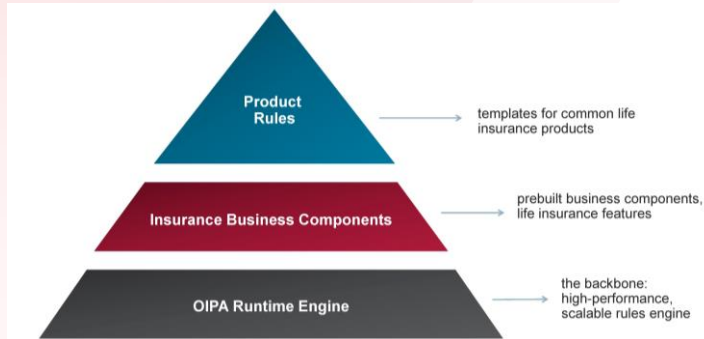 Product
Rules
templates for common life
insurance products
Insurance Business Components
prebuilt business components,
life insurance features
OIPA Runtime Engine
the backbone:
high-performance,
scalable rules engine